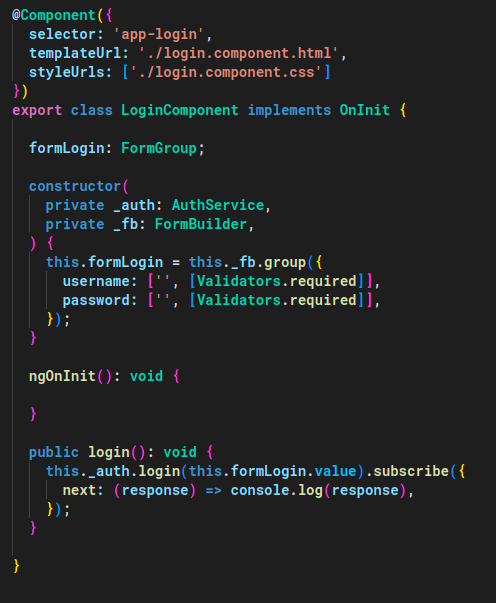 @Component({
selector: 'app-login',
templateUrl: './login.component.html',
styleUrls: ['./login.component.css']
})
export class LoginComponent implements OnInit {
formLogin: FormGroup;
constructor(
private _auth: AuthService,
private _fb: FormBuilder,
) {
this.formLogin = this._fb.group({
username: ['', [Validators.required]],
password: ['', [Validators.required]],
});
}
ngOnInit(): void {
}
public login(): void {
this._auth.login(this.formLogin.value).subscribe({
next: (response) => console.log(response),
});
}
}